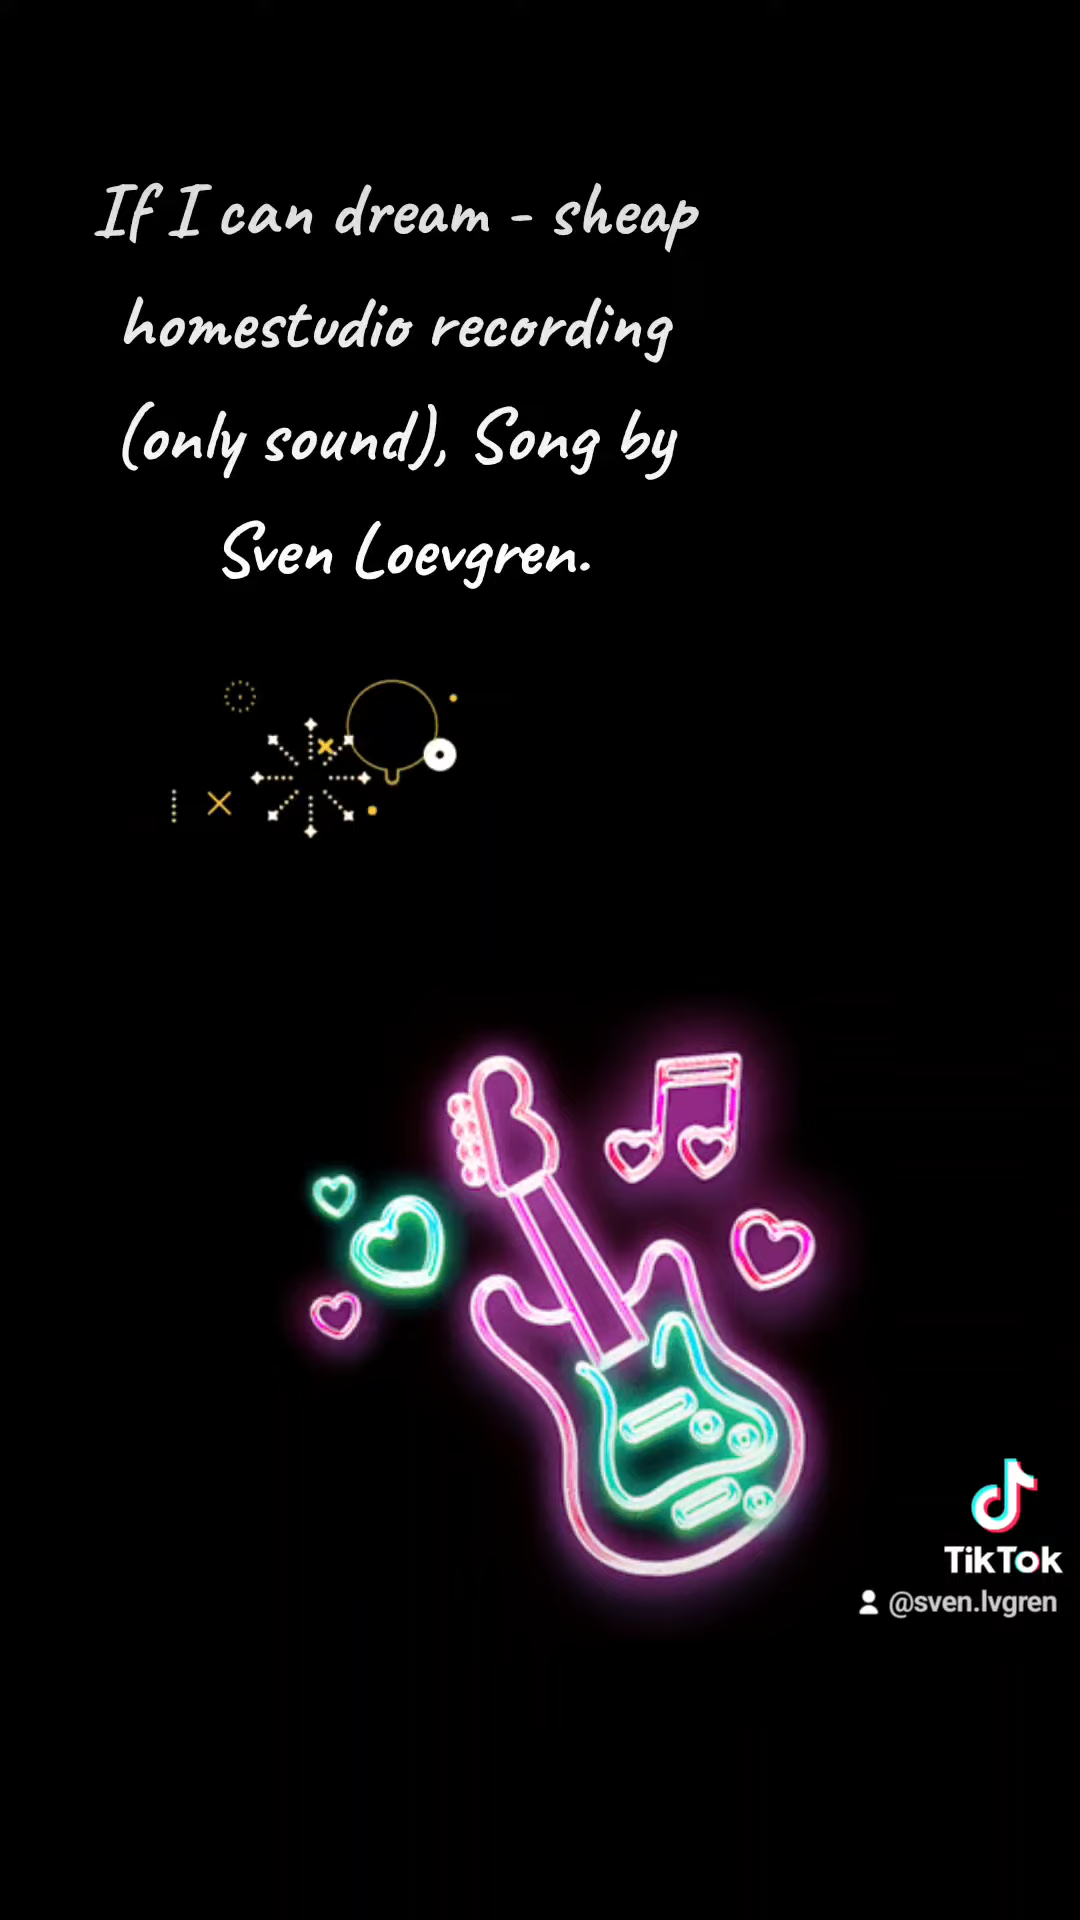 If I can dream - sheap
homestudio recording
(only sound), Song by
Sven Loevgren.
TikTok
@sven.lvgren